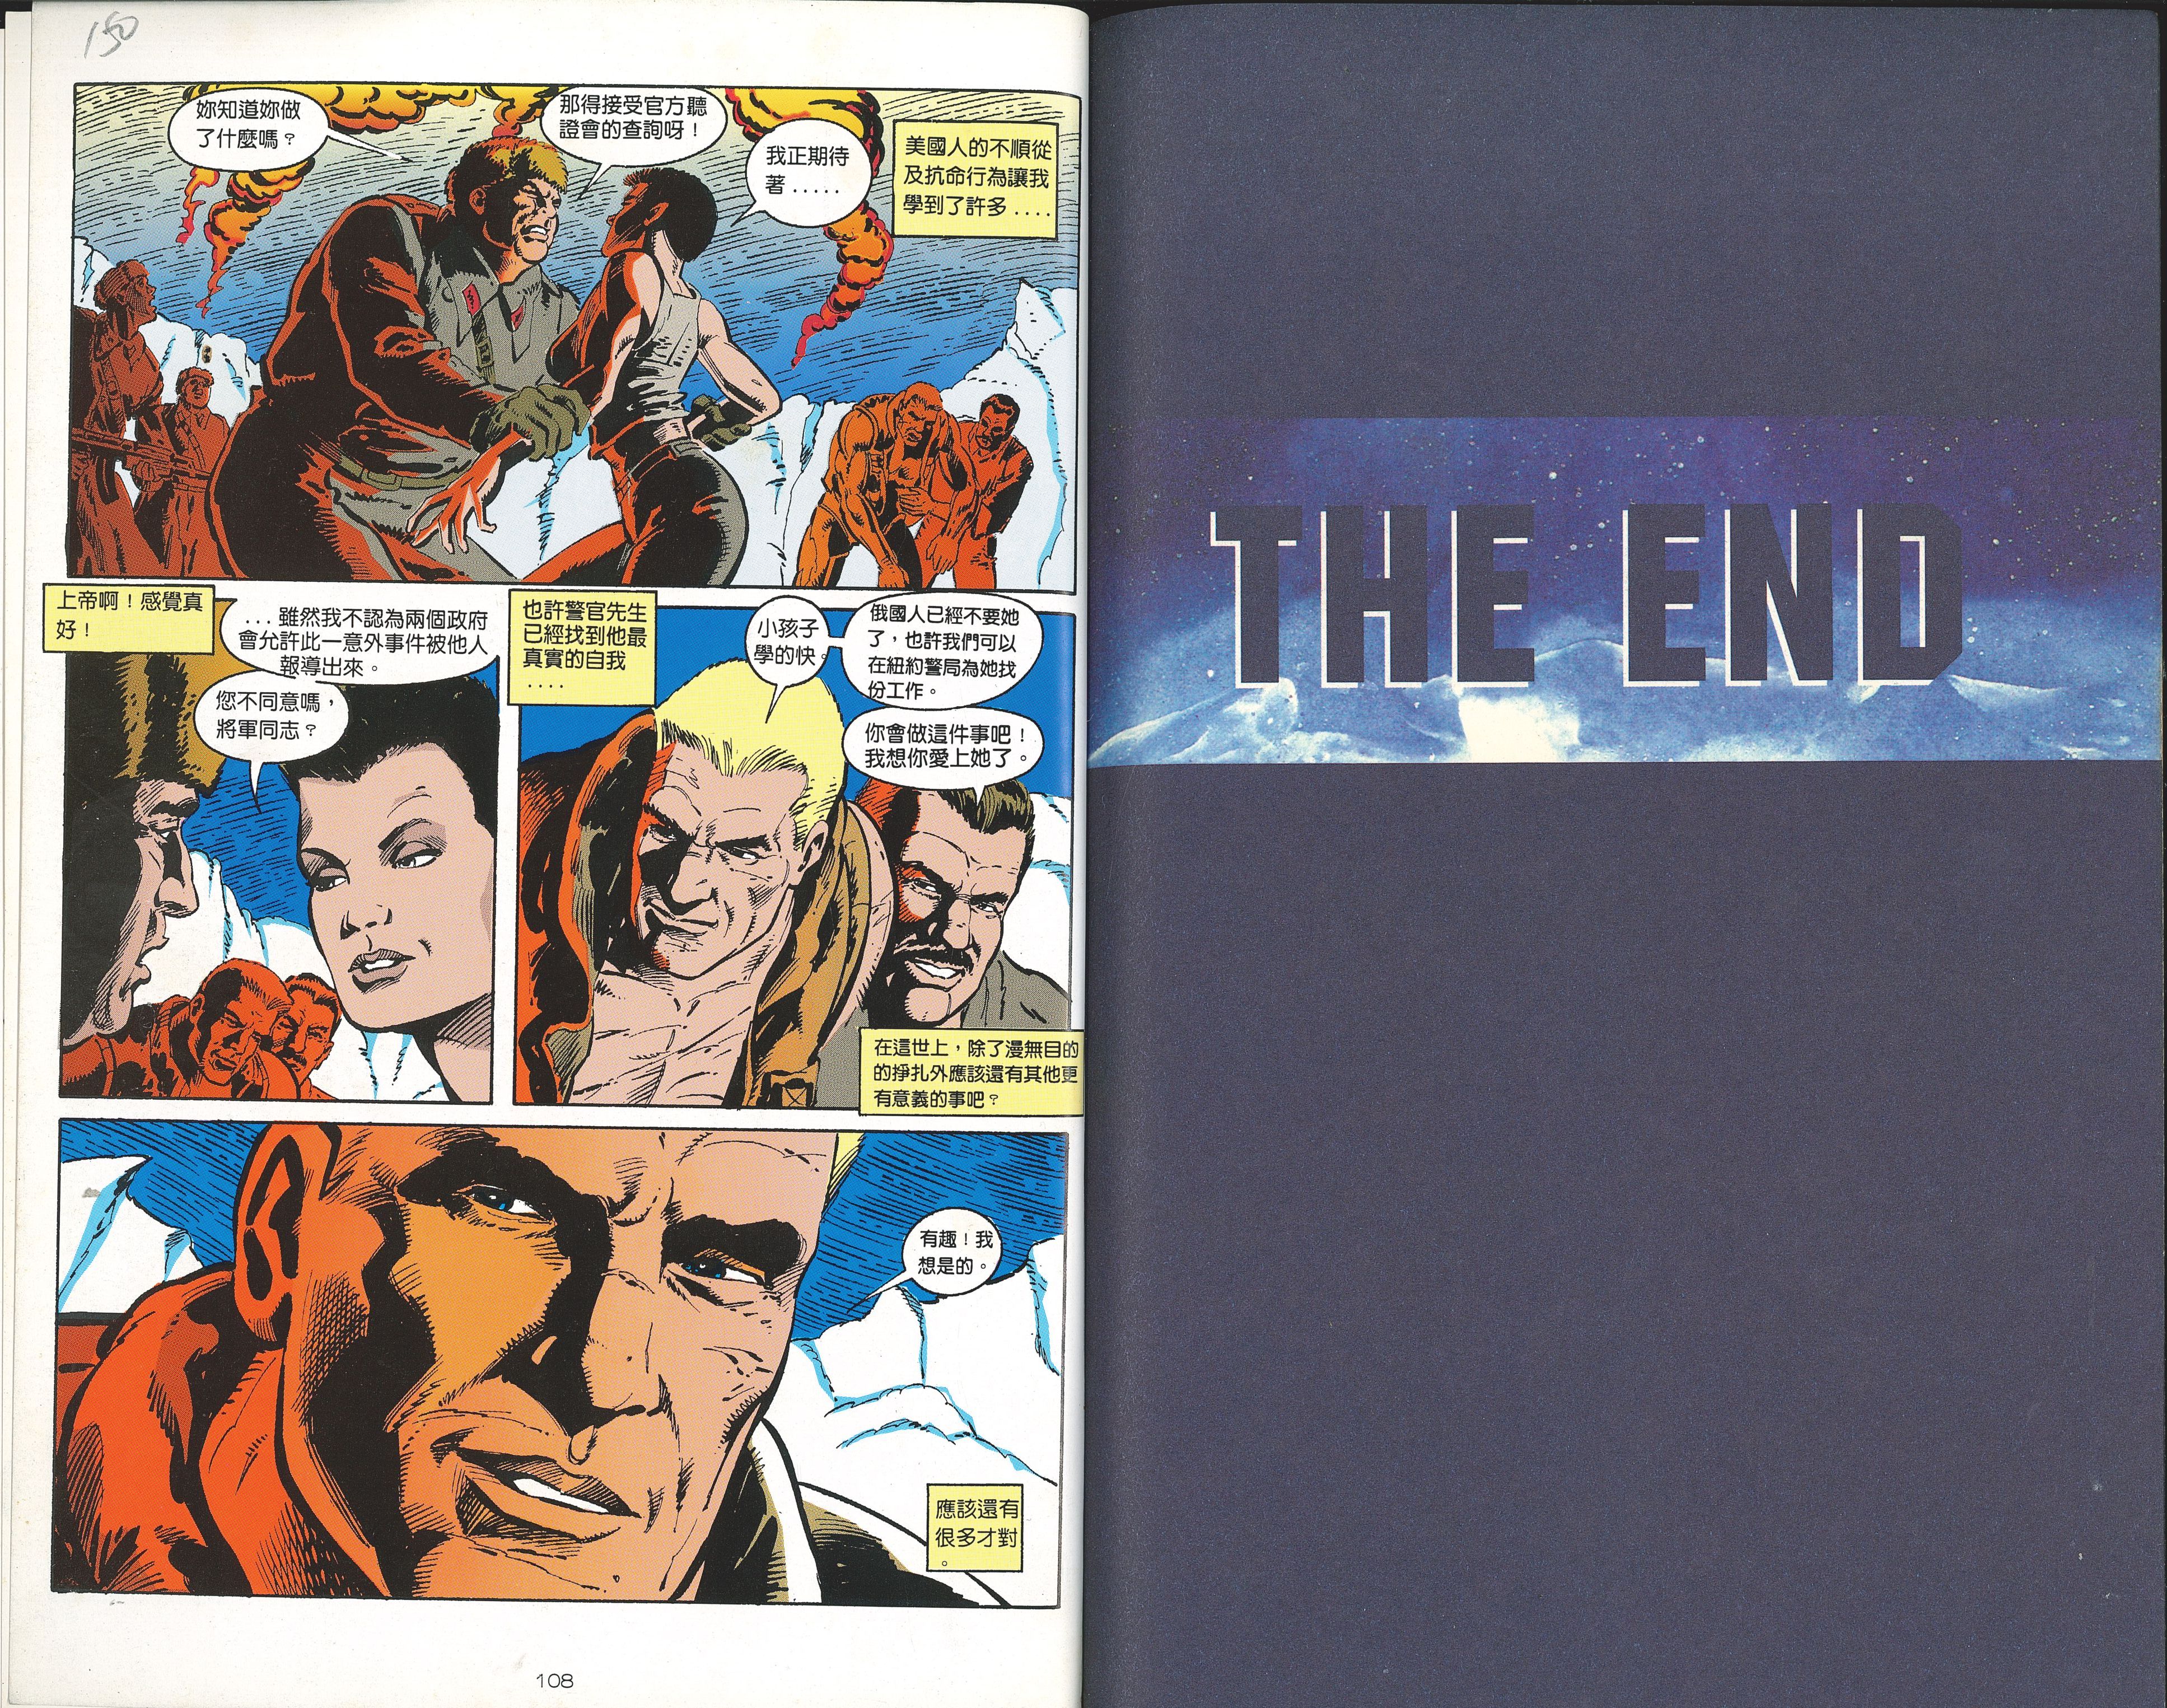 150
妳知道妳做
了什麼嗎？
那得接受官方聽
證會的查詢呀！
我正期待
著.....
美國人的不順從
及抗命行為讓我
學到了許多....
上帝啊！感覺真
好！
...雖然我不認為兩個政府
會允許此一意外事件被他人
報導出來。
您不同意嗎，
將軍同志？
也許警官先生
已經找到他最
真實的自我
....
小孩子
學的快。
俄國人已經不要她
了，也許我們可以
在紐約警局為她找
份工作。
你會做這件事吧！
我想你愛上她了。
在這世上，除了漫無目的
的掙扎外應該還有其他更
有意義的事吧？
有趣！我
想是的。
應該還有
很多才對
。
108
THE END